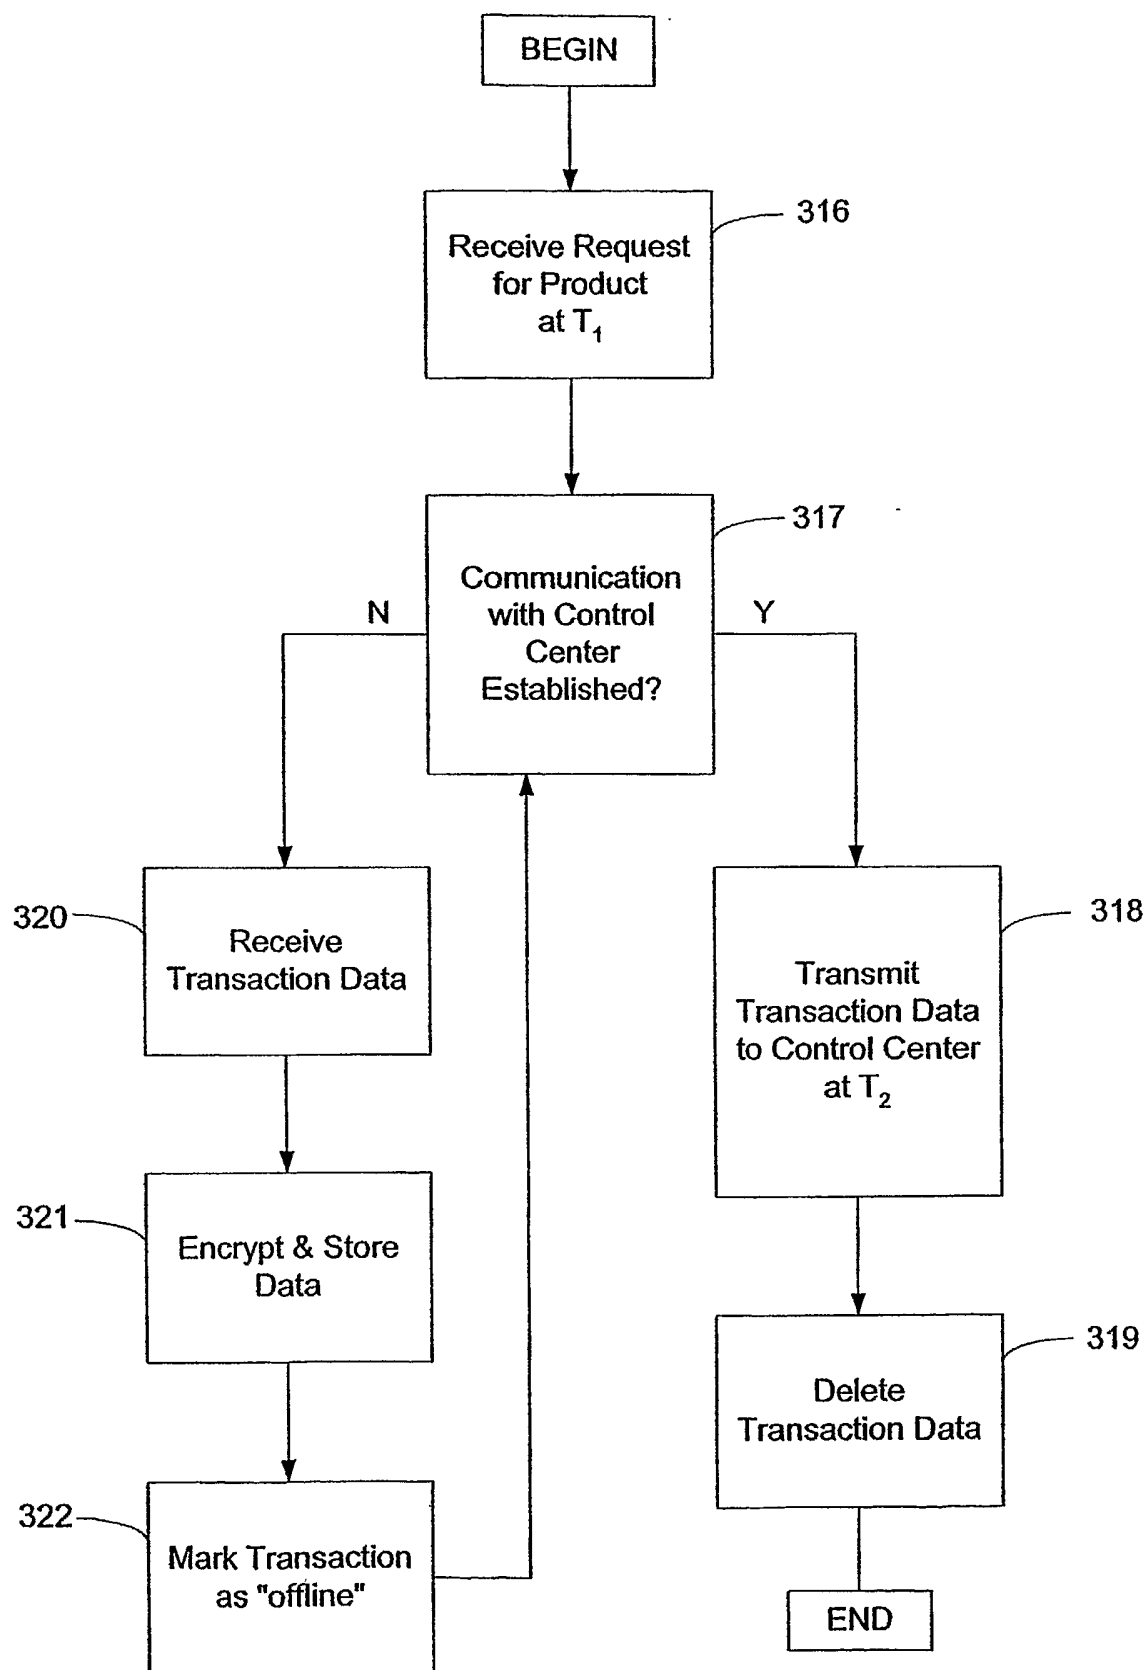 BEGIN
316
Receive Request
for Product
at T₁
317
Communication
with Control
Center
Established?
N
Y
320
Receive
Transaction Data
318
Transmit
Transaction Data
to Control Center
at T₂
321
Encrypt & Store
Data
319
Delete
Transaction Data
322
Mark Transaction
as "offline"
END